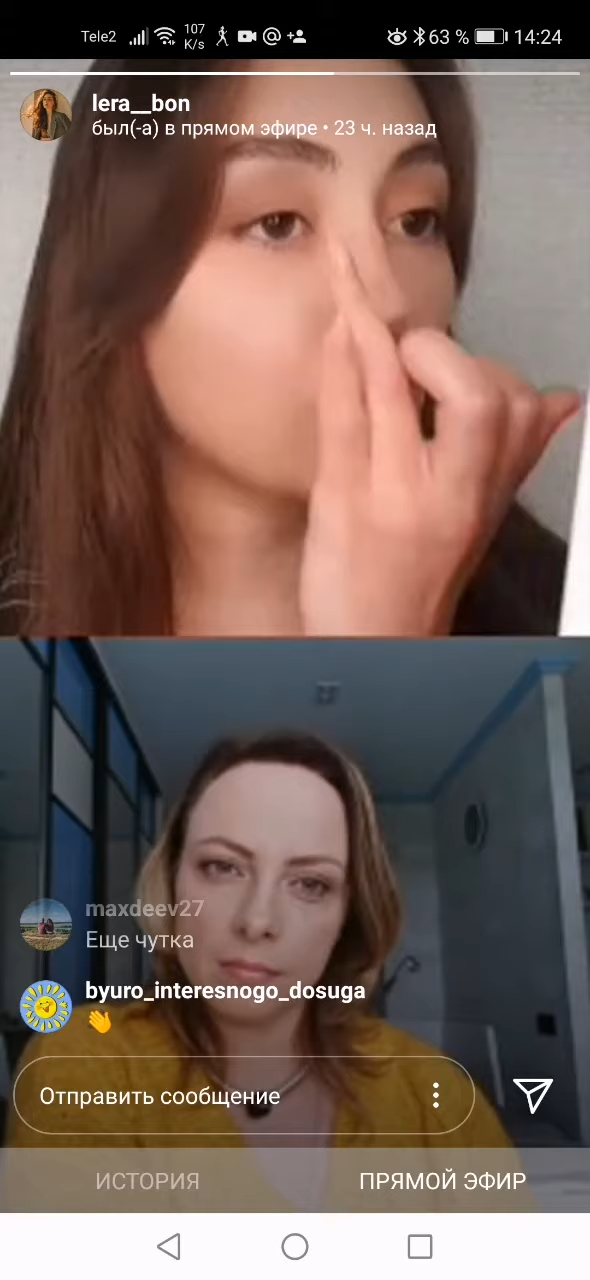 Tele2 107 K/s 63 % 14:24
lera__bon
был(-а) в прямом эфире • 23 ч. назад
maxdeev27
Еще чутка
byuro_interesnogo_dosuga
👋
Отправить сообщение
ИСТОРИЯ ПРЯМОЙ ЭФИР